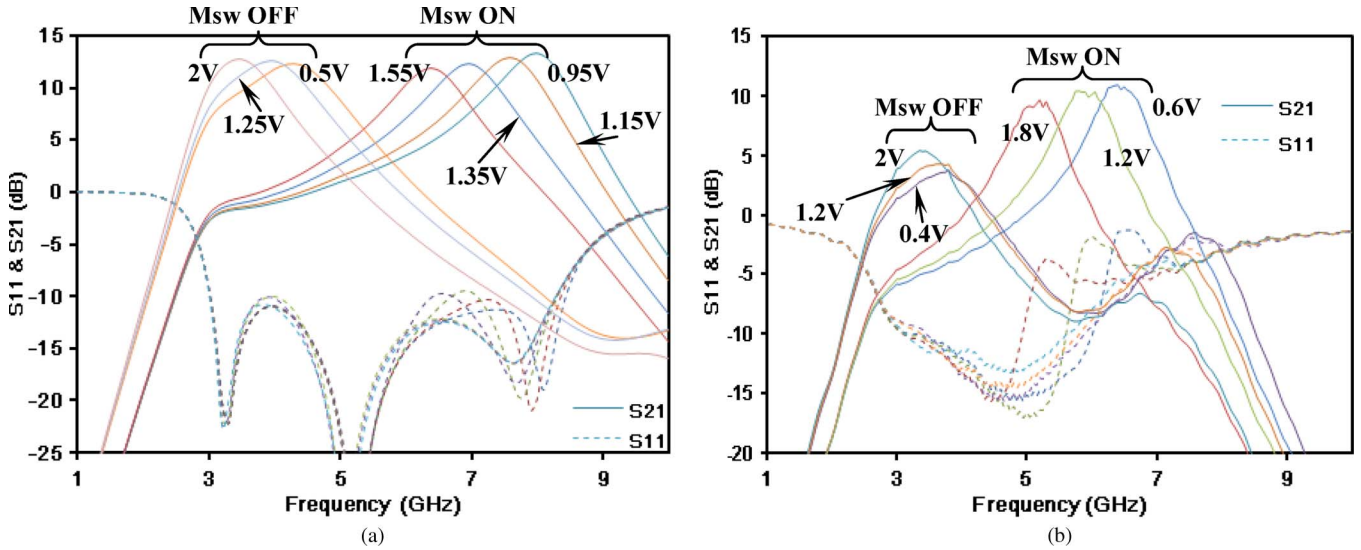 Msw OFF
Msw ON
15
10
5
0
-5
-10
-15
-20
-25
S11 & S21 (dB)
2V
0.5V
1.55V
0.95V
1.25V
1.15V
1.35V
S21
S11
1
3
5
7
9
Frequency (GHz)
(a)
15
10
5
0
-5
-10
-15
-20
S11 & S21 (dB)
Msw ON
Msw OFF
0.6V
1.8V
1.2V
2V
1.2V
0.4V
S21
S11
1
3
5
7
9
Frequency (GHz)
(b)